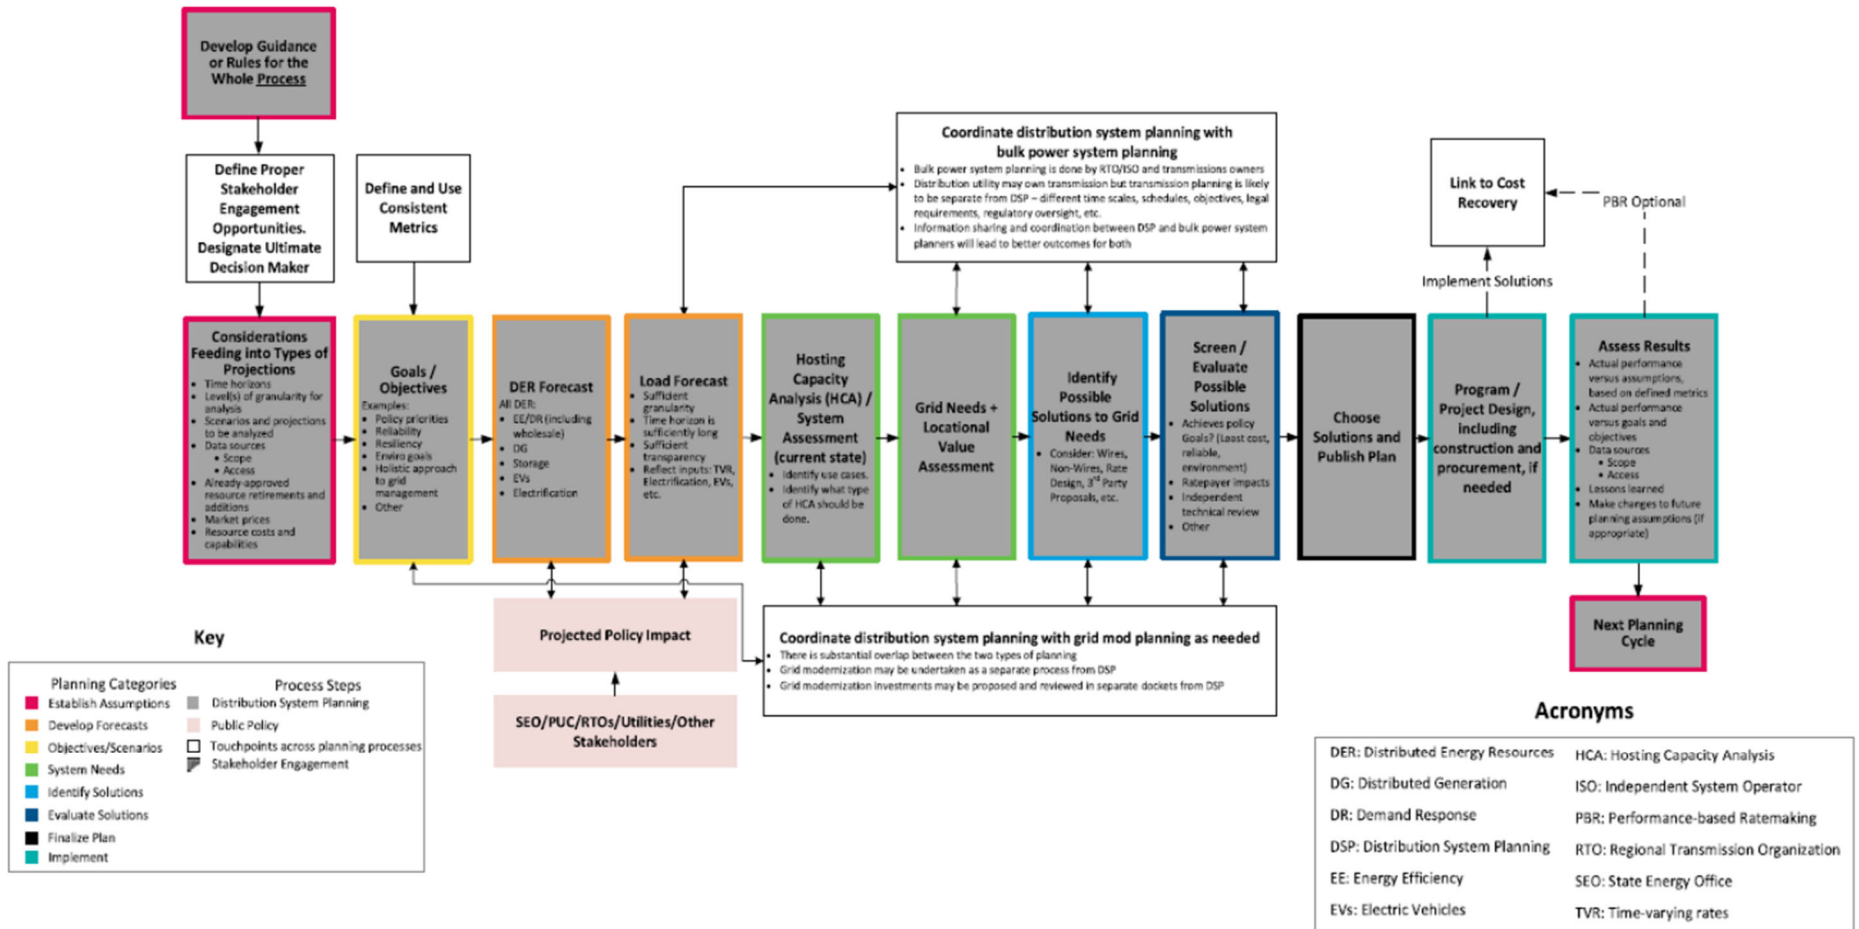 Develop Guidance
or Rules for the
Whole Process
Define Proper
Stakeholder
Engagement
Opportunities.
Designate Ultimate
Decision Maker
Define and Use
Consistent
Metrics
Coordinate distribution system planning with
bulk power system planning
• Bulk power system planning is done by RTO/ISO and transmissions owners
• Distribution utility may own transmission but transmission planning is likely
to be separate from DSP – different time scales, schedules, objectives, legal
requirements, regulatory oversight, etc.
• Information sharing and coordination between DSP and bulk power system
planners will lead to better outcomes for both
Link to Cost
Recovery
PBR Optional
Implement Solutions
Considerations
Feeding into Types of
Projections
• Time horizons
• Level(s) of granularity for
analysis
• Scenarios and projections
to be analyzed
• Data sources
• Scope
• Access
• Already-approved
resource retirements and
additions
• Market prices
• Resource costs and
capabilities
Goals /
Objectives
Examples:
• Policy priorities
• Reliability
• Resiliency
• Enviro goals
• Holistic approach
to grid
management
• Other
DER Forecast
All DER:
• EE/DR (including
wholesale)
• DG
• Storage
• EVs
• Electrification
Load Forecast
• Sufficient
granularity
• Time horizon is
sufficiently long
• Sufficient
transparency
• Reflect inputs: TVR,
Electrification, EVs,
etc.
Hosting
Capacity
Analysis (HCA) /
System
Assessment
(current state)
• Identify use cases.
• Identify what type
of HCA should be
done.
Grid Needs +
Locational
Value
Assessment
Identify
Possible
Solutions to Grid
Needs
• Consider: Wires,
Non-Wires, Rate
Design, 3rd Party
Proposals, etc.
Screen /
Evaluate
Possible
Solutions
• Achieves policy
Goals? (Least cost,
reliable,
environment)
• Ratepayer impacts
• Independent
technical review
• Other
Choose
Solutions and
Publish Plan
Program /
Project Design,
including
construction and
procurement, if
needed
Assess Results
• Actual performance
versus assumptions,
based on defined metrics
• Actual performance
versus goals and
objectives
• Data sources
• Scope
• Access
• Lessons learned
• Make changes to future
planning assumptions (if
appropriate)
Projected Policy Impact
SEO/PUC/RTOs/Utilities/Other
Stakeholders
Coordinate distribution system planning with grid mod planning as needed
• There is substantial overlap between the two types of planning
• Grid modernization may be undertaken as a separate process from DSP
• Grid modernization investments may be proposed and reviewed in separate dockets from DSP
Next Planning
Cycle
Key
Planning Categories
Establish Assumptions
Develop Forecasts
Objectives/Scenarios
System Needs
Identify Solutions
Evaluate Solutions
Finalize Plan
Implement
Process Steps
Distribution System Planning
Public Policy
Touchpoints across planning processes
Stakeholder Engagement
Acronyms
DER: Distributed Energy Resources
DG: Distributed Generation
DR: Demand Response
DSP: Distribution System Planning
EE: Energy Efficiency
EVs: Electric Vehicles
HCA: Hosting Capacity Analysis
ISO: Independent System Operator
PBR: Performance-based Ratemaking
RTO: Regional Transmission Organization
SEO: State Energy Office
TVR: Time-varying rates